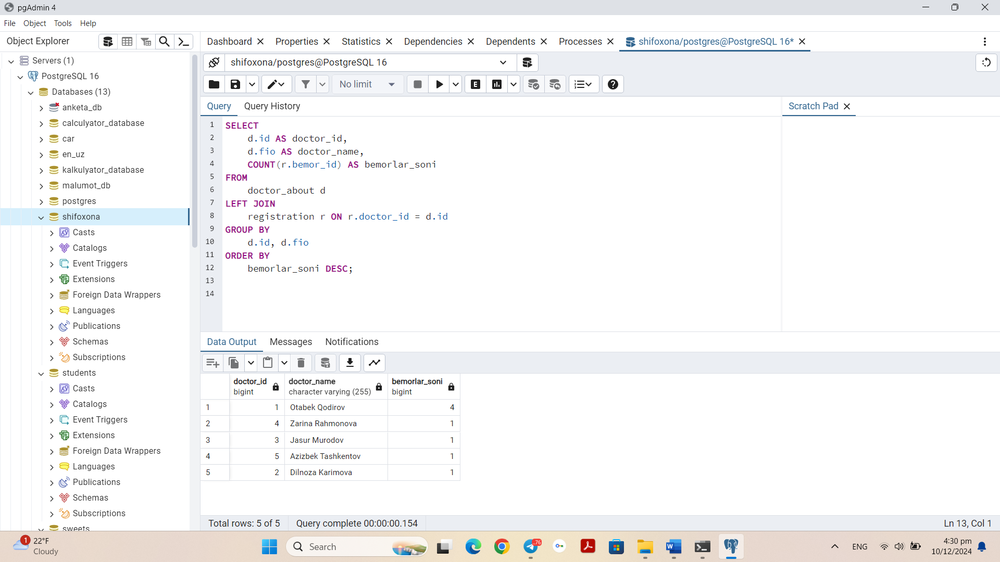 pgAdmin 4
File Object Tools Help
Object Explorer
Dashboard Properties Statistics Dependencies Dependents Processes shifoxona/postgres@PostgreSQL 16*
Servers (1)
PostgreSQL 16
Databases (13)
anketa_db
calculyator_database
car
en_uz
kalkulyator_database
malumot_db
postgres
shifoxona
Casts
Catalogs
Event Triggers
Extensions
Foreign Data Wrappers
Languages
Publications
Schemas
Subscriptions
students
Casts
Catalogs
Event Triggers
Extensions
Foreign Data Wrappers
Languages
Publications
Schemas
Subscriptions
sweets
shifoxona/postgres@PostgreSQL 16
No limit
E
Query Query History
Scratch Pad
1 SELECT
2 d.id AS doctor_id,
3 d.fio AS doctor_name,
4 COUNT(r.bemor_id) AS bemorlar_soni
5 FROM
6 doctor_about d
7 LEFT JOIN
8 registration r ON r.doctor_id = d.id
9 GROUP BY
10 d.id, d.fio
11 ORDER BY
12 bemorlar_soni DESC;
13
14
Data Output Messages Notifications
doctor_id doctor_name bemorlar_soni
bigint character varying (255) bigint
1 1 Otabek Qodirov 4
2 4 Zarina Rahmonova 1
3 3 Jasur Murodov 1
4 5 Azizbek Tashkentov 1
5 2 Dilnoza Karimova 1
Total rows: 5 of 5 Query complete 00:00:00.154 Ln 13, Col 1
1
22°F
Cloudy
Search
..76
W
ENG
4:30 pm
10/12/2024